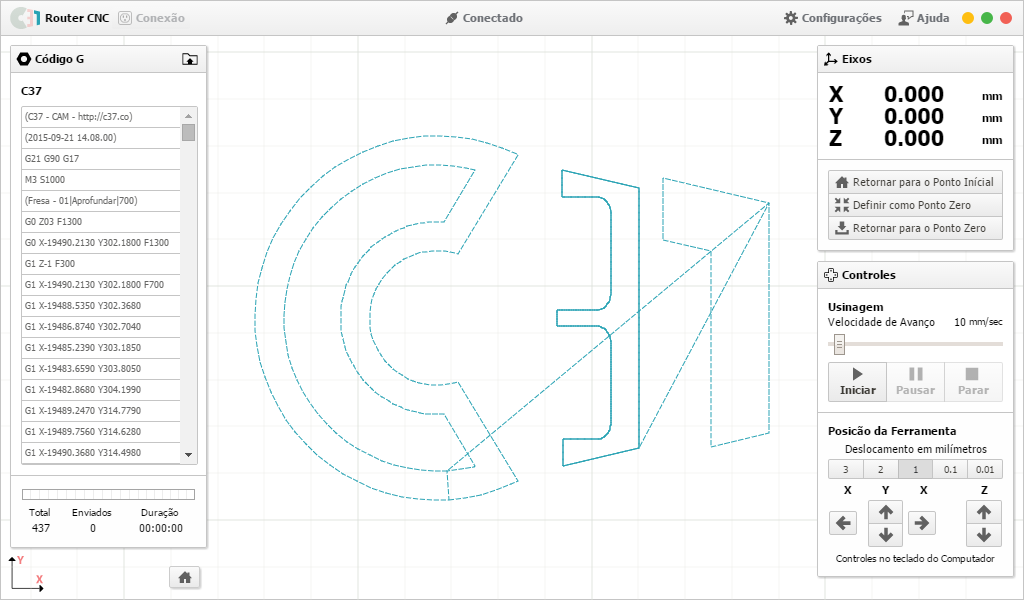 Router CNC
Conexão
Conectado
Configurações
Ajuda
Código G
C37
(C37 - CAM - http://c37.co)
(2015-09-21 14.08.00)
G21 G90 G17
M3 S1000
(Fresa - 01|Aprofundar|700)
G0 Z03 F1300
G0 X-19490.2130 Y302.1800 F1300
G1 Z-1 F300
G1 X-19490.2130 Y302.1800 F700
G1 X-19488.5350 Y302.3680
G1 X-19486.8740 Y302.7040
G1 X-19485.2390 Y303.1850
G1 X-19483.6590 Y303.8050
G1 X-19482.8680 Y304.1990
G1 X-19489.2470 Y314.7790
G1 X-19489.7560 Y314.6280
G1 X-19490.3680 Y314.4980
Total Enviados Duração
437 0 00:00:00
Y
X
Eixos
X 0.000 mm
Y 0.000 mm
Z 0.000 mm
Retornar para o Ponto Inícial
Definir como Ponto Zero
Retornar para o Ponto Zero
Controles
Usinagem
Velocidade de Avanço 10 mm/sec
Iniciar Pausar Parar
Posição da Ferramenta
Deslocamento em milímetros
3 2 1 0.1 0.01
X Y X Z
Controles no teclado do Computador